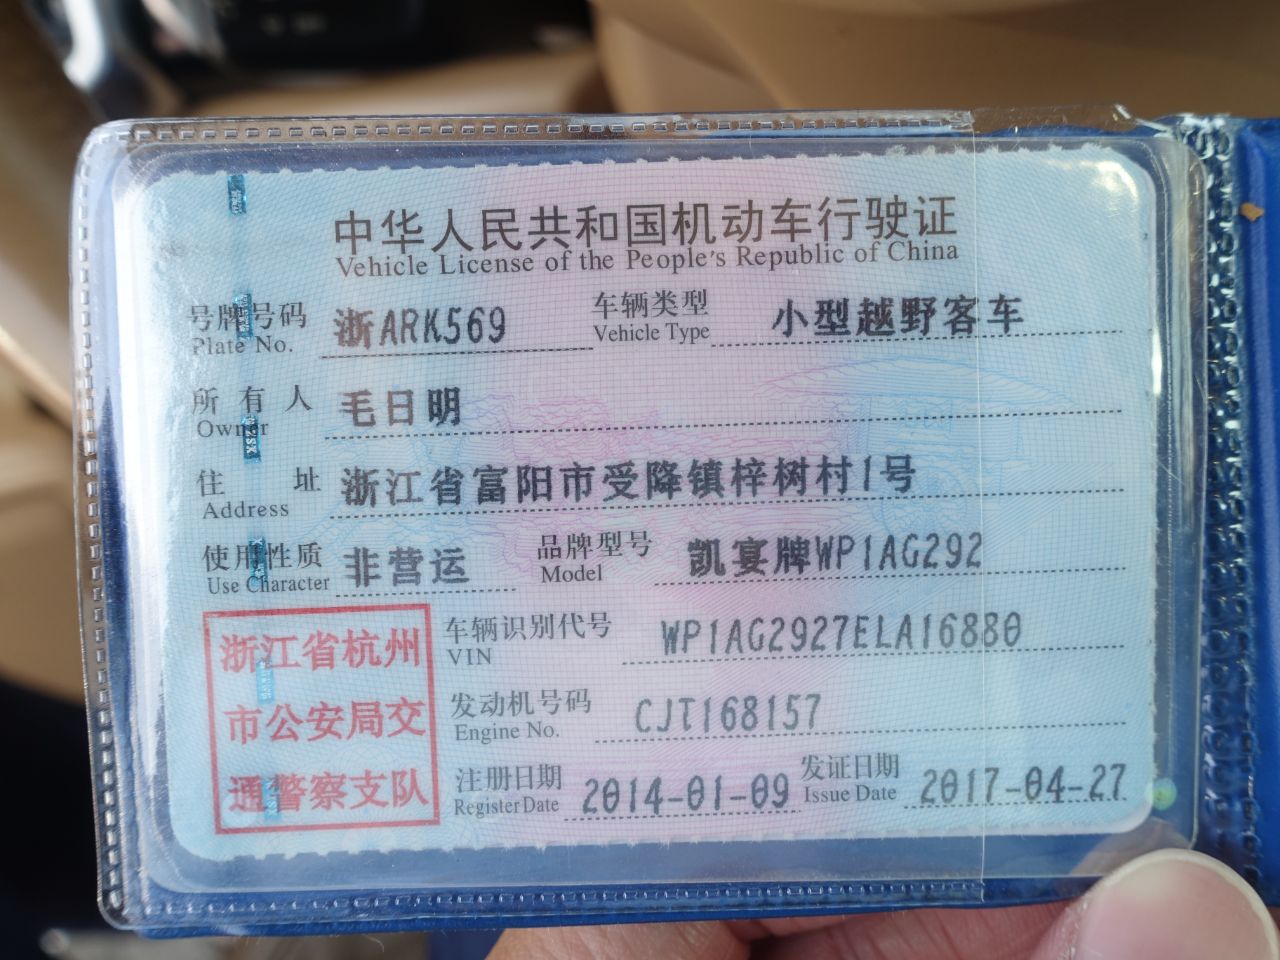 中华人民共和国机动车行驶证
Vehicle License of the People's Republic of China
号牌号码 浙ARK569 车辆类型 小型越野客车
Plate No. Vehicle Type
所有人 毛日明
Owner
住址 浙江省富阳市受降镇梓树村1号
Address
使用性质 非营运 品牌型号 凯宴牌WP1AG292
Use Character Model
浙江省杭州
市公安局交
通警察支队
车辆识别代号 WP1AG2927ELA16880
VIN
发动机号码 CJT168157
Engine No.
注册日期 2014-01-09 发证日期 2017-04-27
Register Date Issue Date